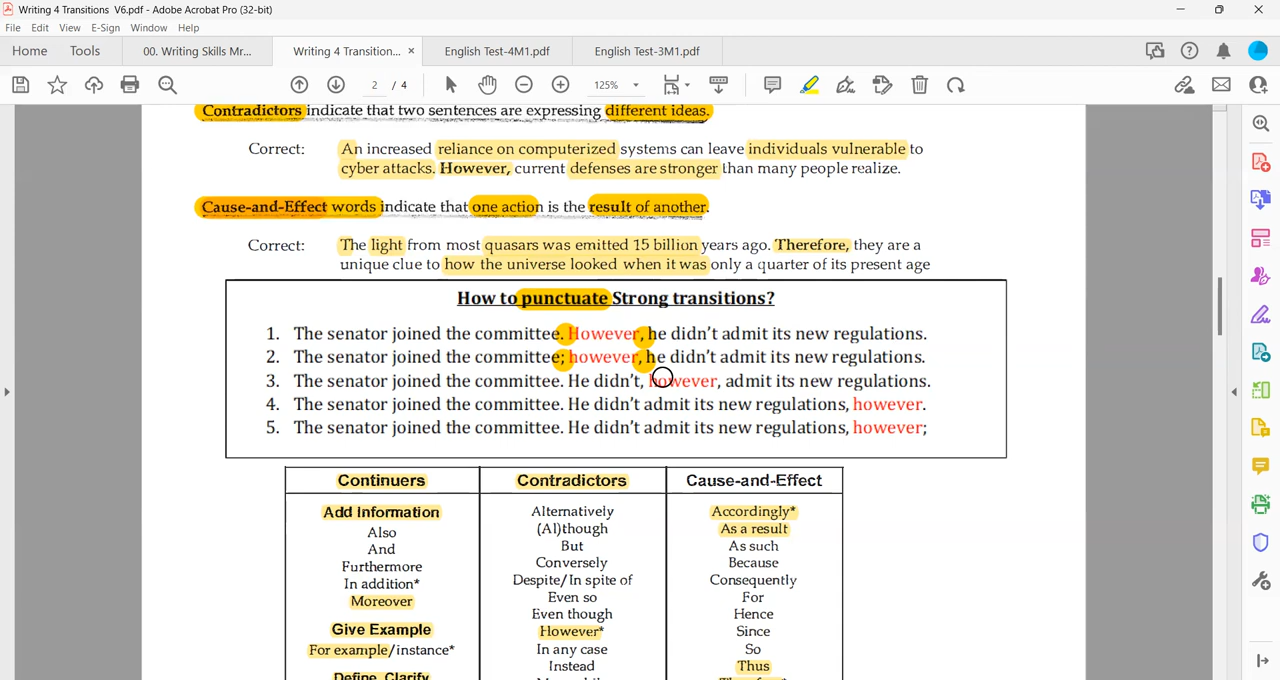 Writing 4 Transitions V6.pdf - Adobe Acrobat Pro (32-bit)
File Edit View E-Sign Window Help
Home Tools 00. Writing Skills Mr... Writing 4 Transition... × English Test-4M1.pdf English Test-3M1.pdf
2 / 4 125%
Contradictors indicate that two sentences are expressing different ideas.
Correct: An increased reliance on computerized systems can leave individuals vulnerable to
cyber attacks. However, current defenses are stronger than many people realize.
Cause-and-Effect words indicate that one action is the result of another.
Correct: The light from most quasars was emitted 15 billion years ago. Therefore, they are a
unique clue to how the universe looked when it was only a quarter of its present age
How to punctuate Strong transitions?
1. The senator joined the committee. However, he didn't admit its new regulations.
2. The senator joined the committee; however, he didn't admit its new regulations.
3. The senator joined the committee. He didn't, however, admit its new regulations.
4. The senator joined the committee. He didn't admit its new regulations, however.
5. The senator joined the committee. He didn't admit its new regulations, however;
Continuers Contradictors Cause-and-Effect
Add Information Alternatively Accordingly*
Also (Al)though As a result
And But As such
Furthermore Conversely Because
In addition* Despite/In spite of Consequently
Moreover Even so For
Even though Hence
Give Example However* Since
For example/instance* In any case So
Instead Thus
Define, Clarify Meanwhile Therefore*